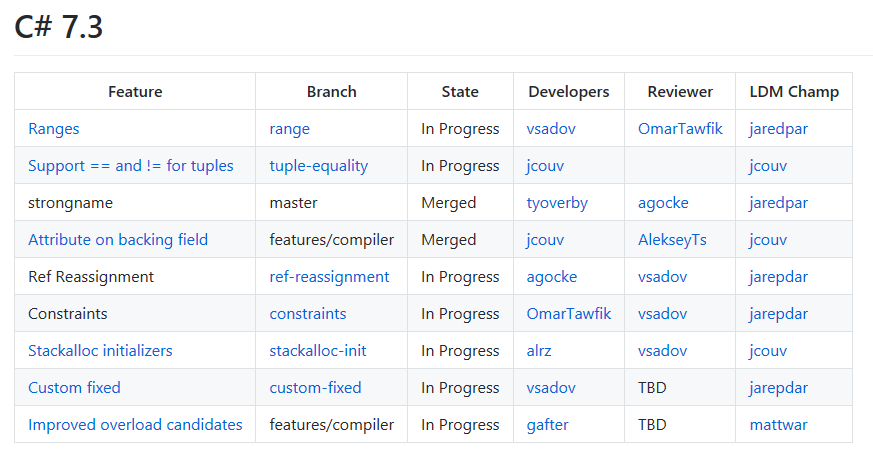 C# 7.3
Feature Branch State Developers Reviewer LDM Champ
Ranges range In Progress vsadov OmarTawfik jaredpar
Support == and != for tuples tuple-equality In Progress jcouv jcouv
strongname master Merged tyoverby agocke jaredpar
Attribute on backing field features/compiler Merged jcouv AlekseyTs jcouv
Ref Reassignment ref-reassignment In Progress agocke vsadov jarepdar
Constraints constraints In Progress OmarTawfik vsadov jarepdar
Stackalloc initializers stackalloc-init In Progress alrz vsadov jcouv
Custom fixed custom-fixed In Progress vsadov TBD jarepdar
Improved overload candidates features/compiler In Progress gafter TBD mattwar